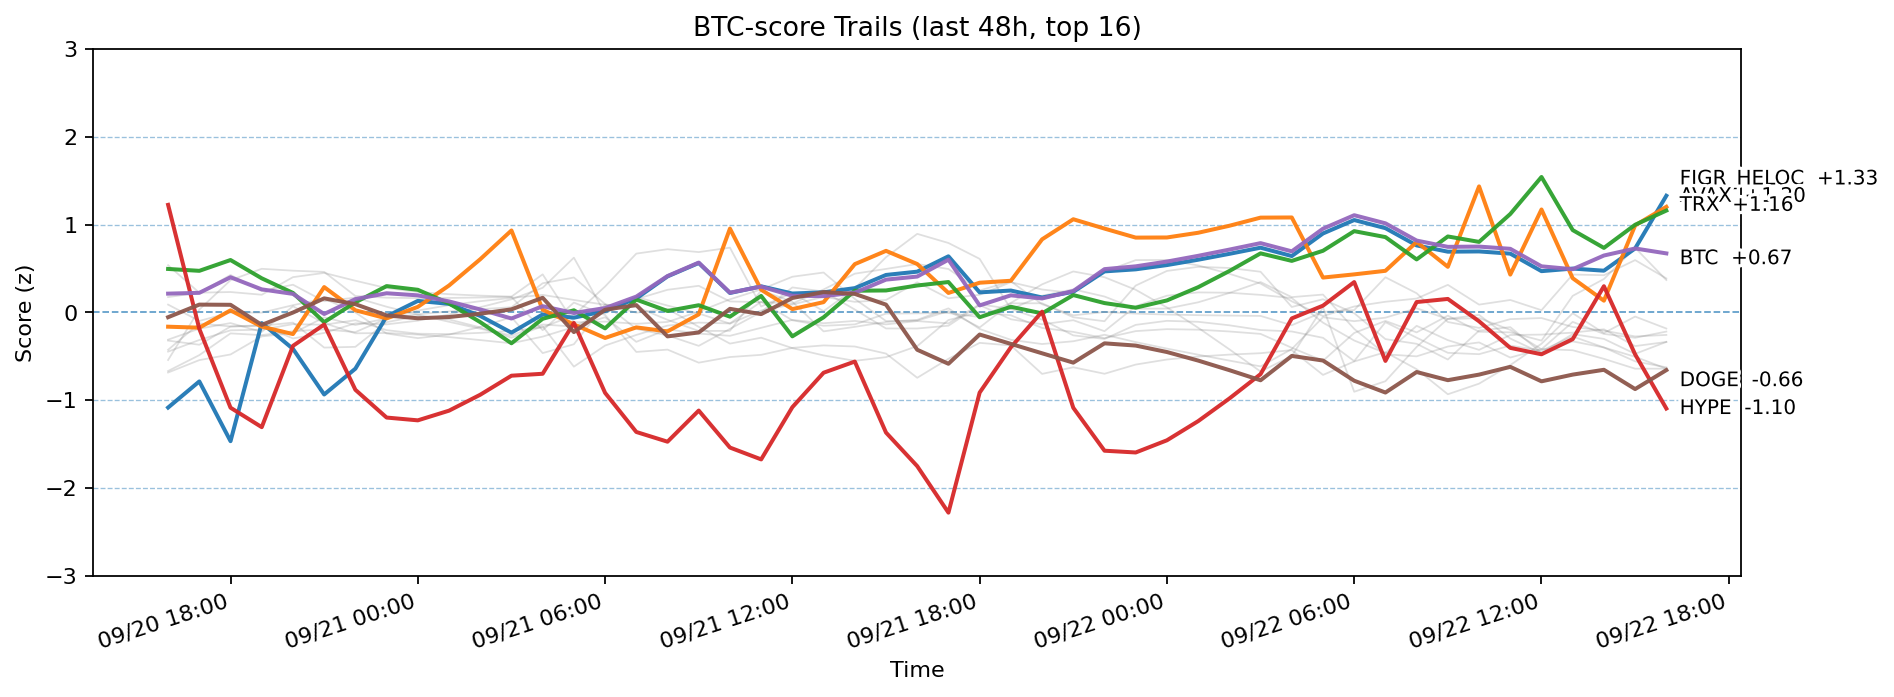 BTC-score Trails (last 48h, top 16)
Score (z)
3
2
1
0
−1
−2
−3
FIGR_HELOC +1.33
TRX +1.16
BTC +0.67
DOGE -0.66
HYPE -1.10
09/20 18:00
09/21 00:00
09/21 06:00
09/21 12:00
09/21 18:00
09/22 00:00
09/22 06:00
09/22 12:00
09/22 18:00
Time